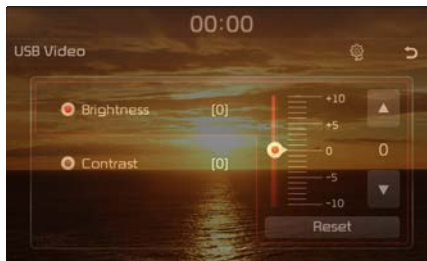 00:00
USB Video
Brightness [0]
Contrast [0]
+10
+5
0
-5
-10
0
Reset